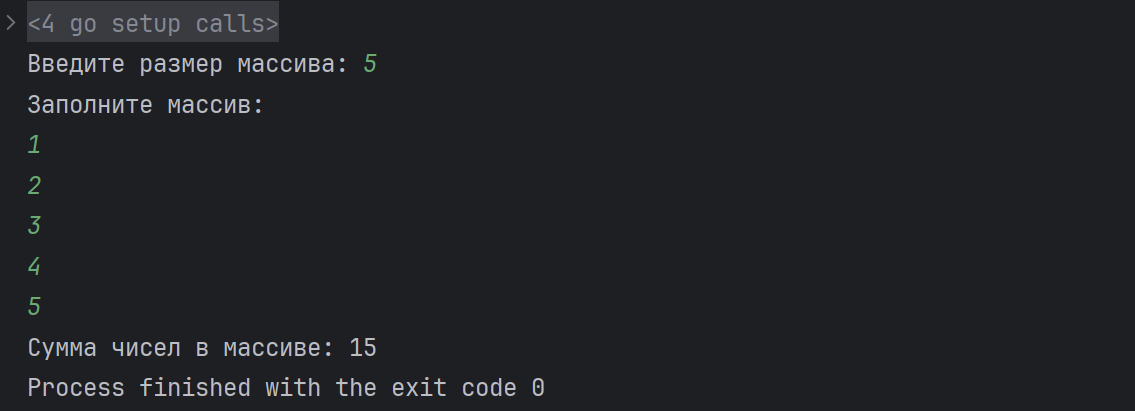 <4 go setup calls>
Введите размер массива: 5
Заполните массив:
1
2
3
4
5
Сумма чисел в массиве: 15
Process finished with the exit code 0